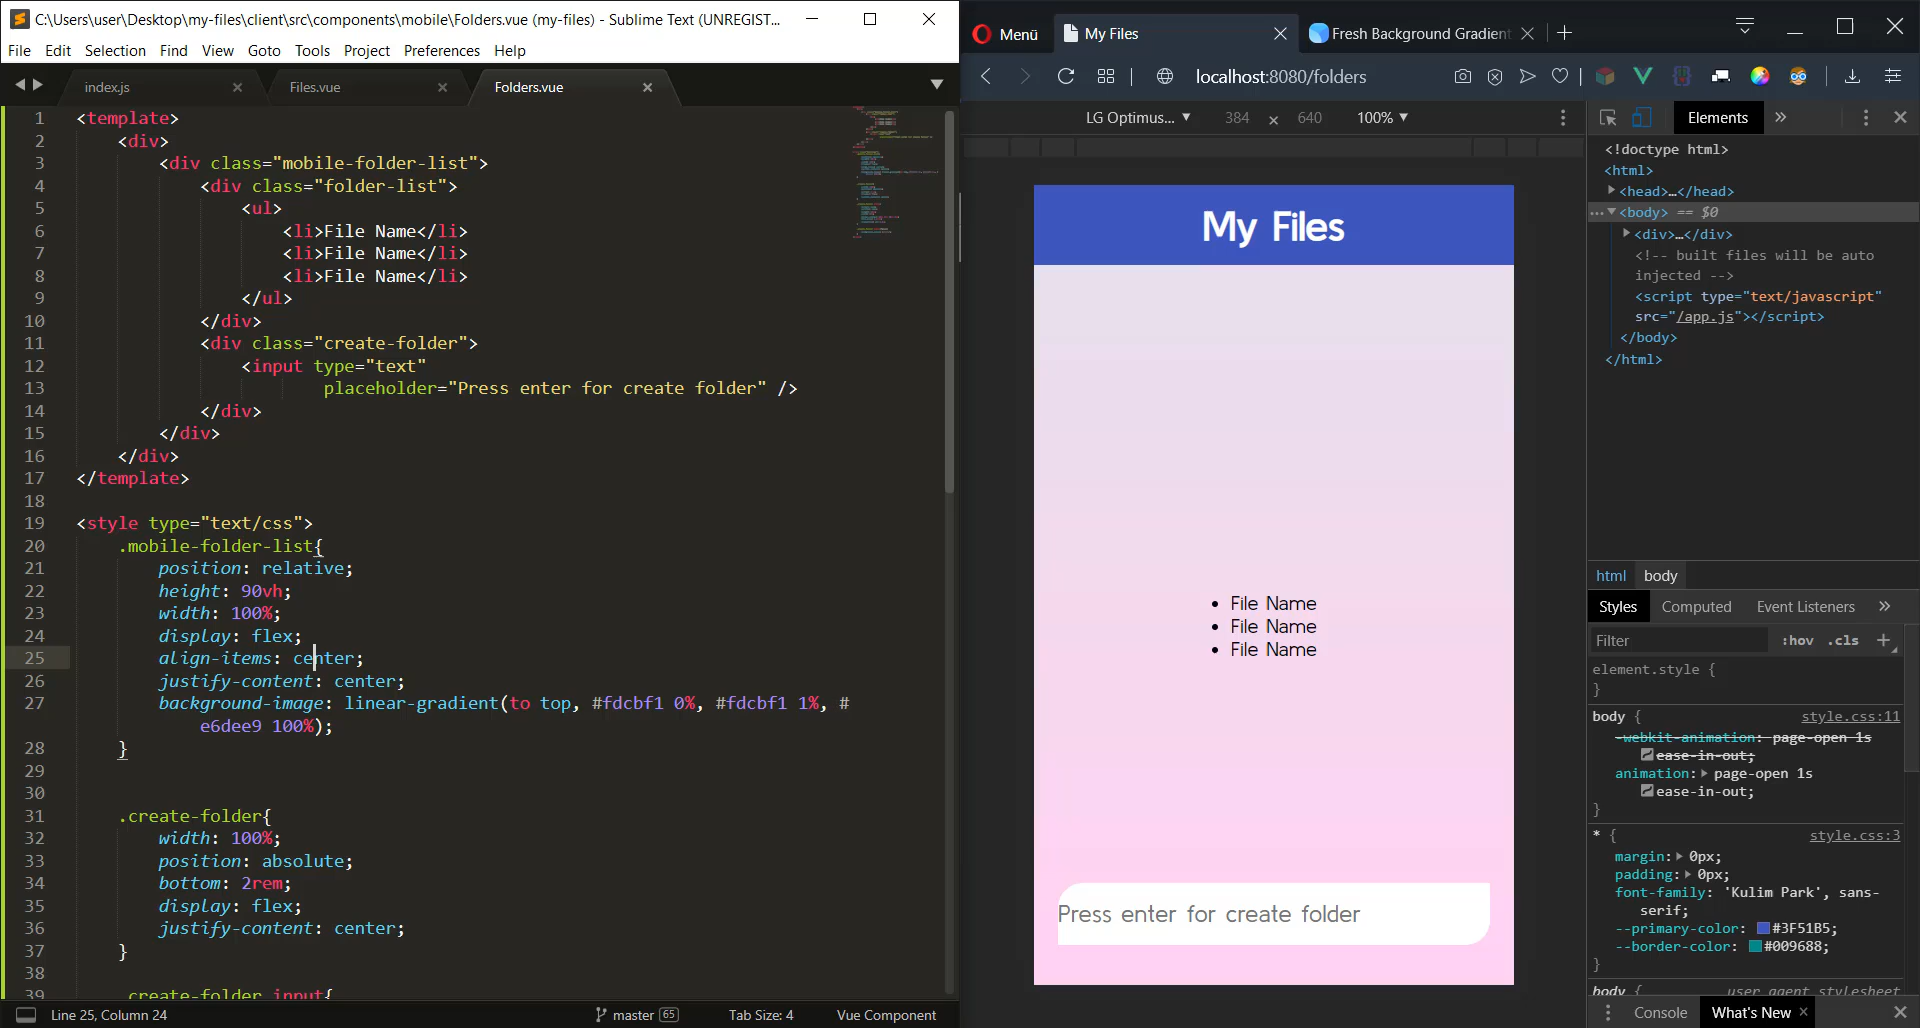 C:\Users\user\Desktop\my-files\client\src\components\mobile\Folders.vue (my-files) - Sublime Text (UNREGIST...
File Edit Selection Find View Goto Tools Project Preferences Help
index.js Files.vue Folders.vue
1 <template>
2 <div>
3 <div class="mobile-folder-list">
4 <div class="folder-list">
5 <ul>
6 <li>File Name</li>
7 <li>File Name</li>
8 <li>File Name</li>
9 </ul>
10 </div>
11 <div class="create-folder">
12 <input type="text"
13 placeholder="Press enter for create folder" />
14 </div>
15 </div>
16 </div>
17 </template>
18
19 <style type="text/css">
20 .mobile-folder-list{
21 position: relative;
22 height: 90vh;
23 width: 100%;
24 display: flex;
25 align-items: center;
26 justify-content: center;
27 background-image: linear-gradient(to top, #fdcbf1 0%, #fdcbf1 1%, #
e6dee9 100%);
28 }
29
30
31 .create-folder{
32 width: 100%;
33 position: absolute;
34 bottom: 2rem;
35 display: flex;
36 justify-content: center;
37 }
38
39 .create-folder input{
Line 25, Column 24 master 65 Tab Size: 4 Vue Component
Menü My Files Fresh Background Gradient
localhost:8080/folders
LG Optimus... 384 × 640 100%
My Files
• File Name
• File Name
• File Name
Press enter for create folder
Elements
<!doctype html>
<html>
<head>…</head>
<body> == $0
<div>…</div>
<!-- built files will be auto
injected -->
<script type="text/javascript"
src="/app.js"></script>
</body>
</html>
html body
Styles Computed Event Listeners
Filter :hov .cls
element.style {
}
body { style.css:11
-webkit-animation: page-open 1s
ease-in-out;
animation: page-open 1s
ease-in-out;
}
* { style.css:3
margin: 0px;
padding: 0px;
font-family: 'Kulim Park', sans-
serif;
--primary-color: #3F51B5;
--border-color: #009688;
}
body { user agent stylesheet
Console What's New